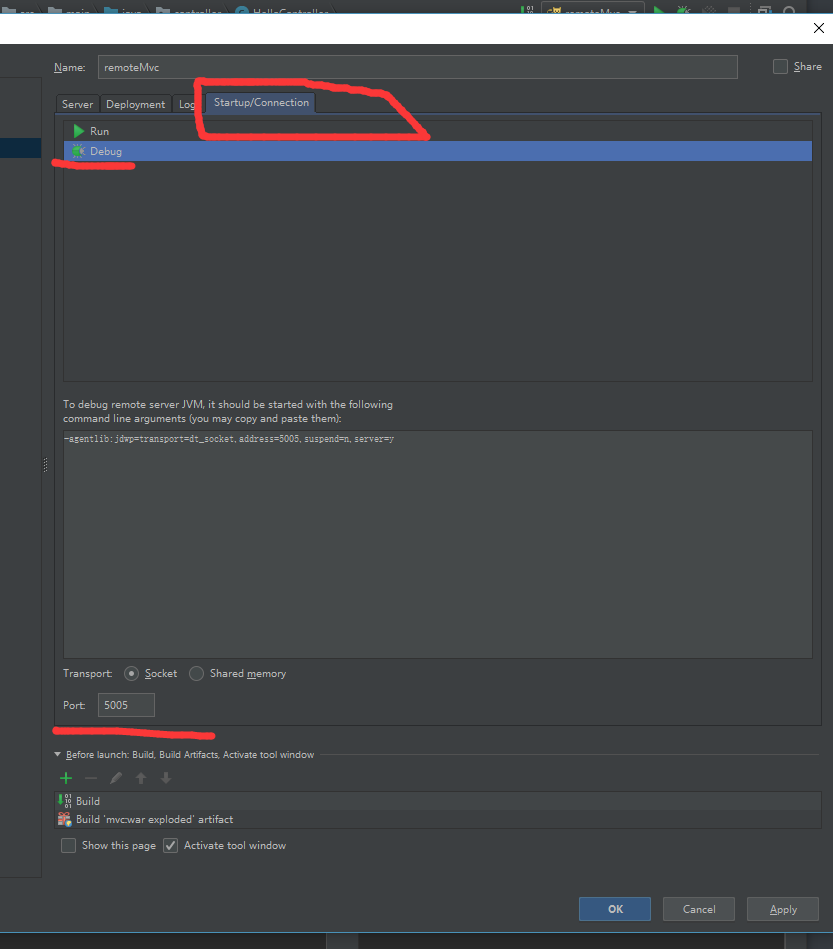 Name: remoteMvc Share
Server Deployment Log Startup/Connection
Run
Debug
To debug remote server JVM, it should be started with the following
command line arguments (you may copy and paste them):
-agentlib:jdwp=transport=dt_socket,address=5005,suspend=n,server=y
Transport: Socket Shared memory
Port: 5005
Before launch: Build, Build Artifacts, Activate tool window
Build
Build 'mvc:war exploded' artifact
Show this page Activate tool window
OK Cancel Apply